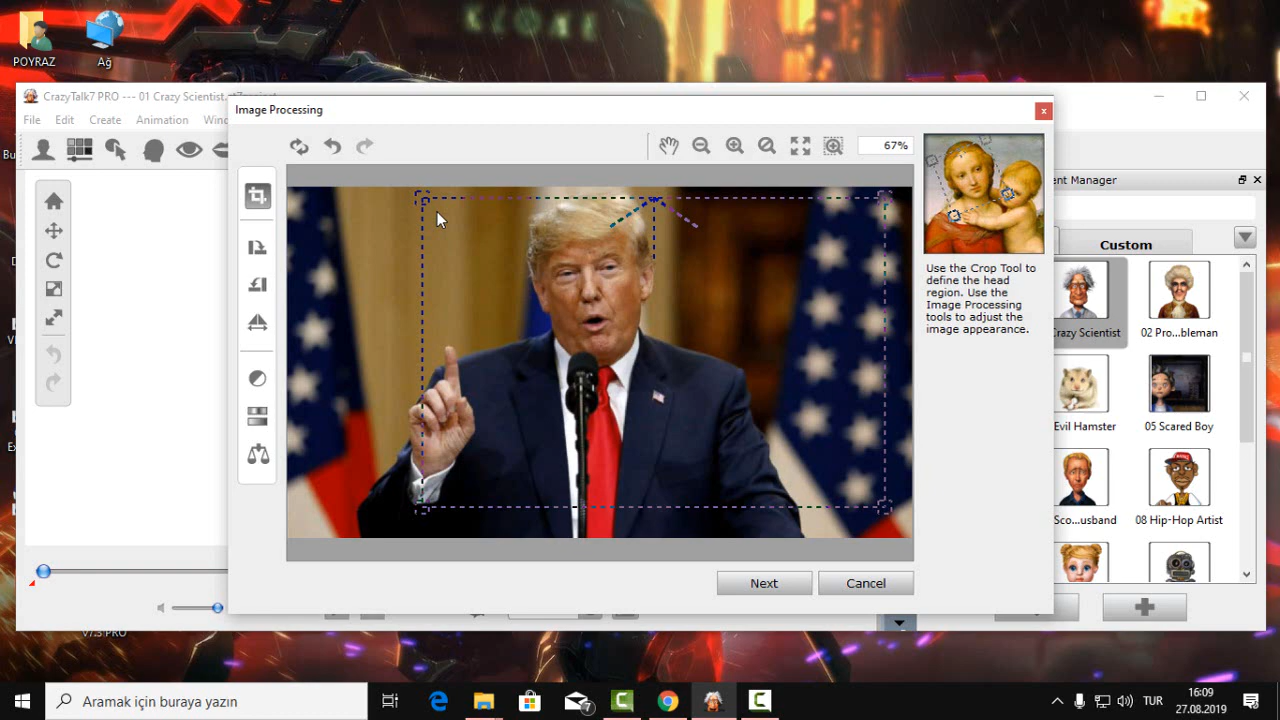 POYRAZ
Ağ
CrazyTalk7 PRO --- 01 Crazy Scientist.
File Edit Create Animation
Image Processing
67%
Use the Crop Tool to
define the head
region. Use the
Image Processing
tools to adjust the
image appearance.
ent Manager
Custom
Crazy Scientist
02 Pro...bleman
Evil Hamster
05 Scared Boy
Sco...usband
08 Hip-Hop Artist
Next
Cancel
V7.3 PRO
Aramak için buraya yazın
7
TUR
16:09
27.08.2019